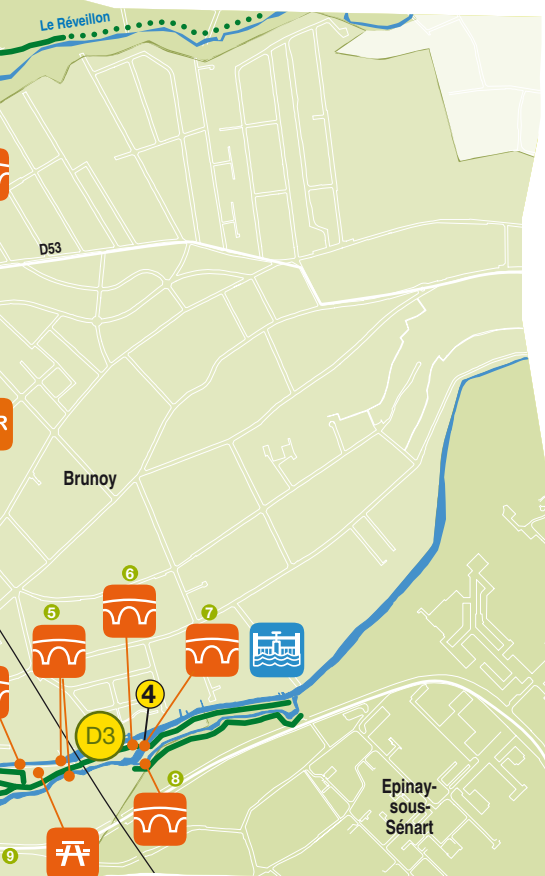 Le Réveillon
D53
R
Brunoy
6
5
7
4
D3
8
Epinay-
sous-
Sénart
9